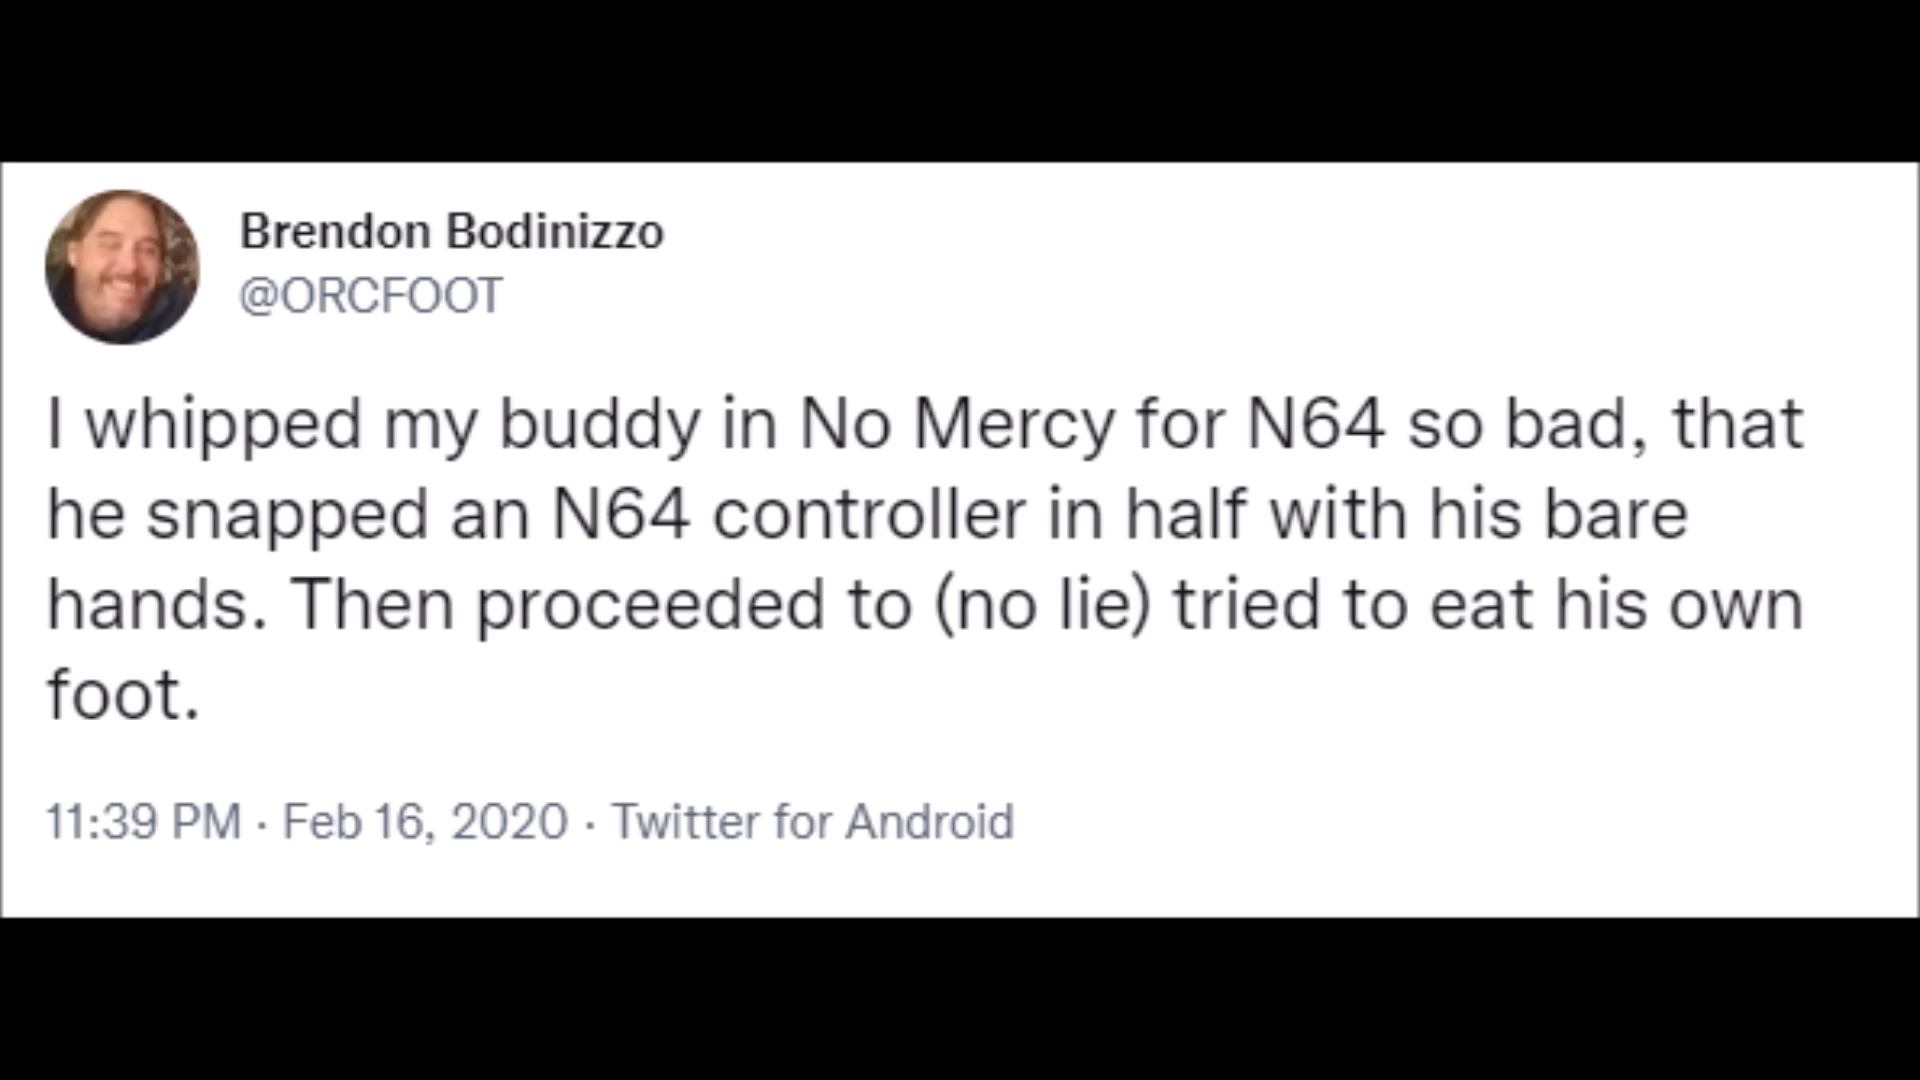 Brendon Bodinizzo
@ORCFOOT
I whipped my buddy in No Mercy for N64 so bad, that
he snapped an N64 controller in half with his bare
hands. Then proceeded to (no lie) tried to eat his own
foot.
11:39 PM · Feb 16, 2020 · Twitter for Android